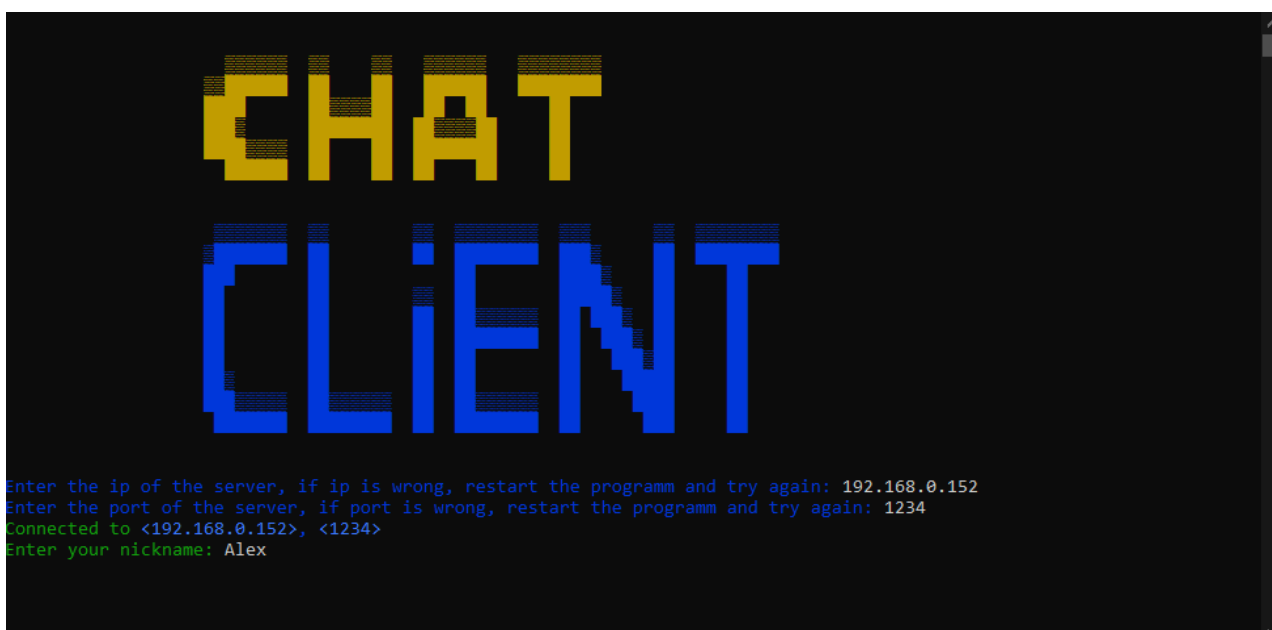 CHAT
CLiENT
Enter the ip of the server, if ip is wrong, restart the programm and try again: 192.168.0.152
Enter the port of the server, if port is wrong, restart the programm and try again: 1234
Connected to <192.168.0.152>, <1234>
Enter your nickname: Alex